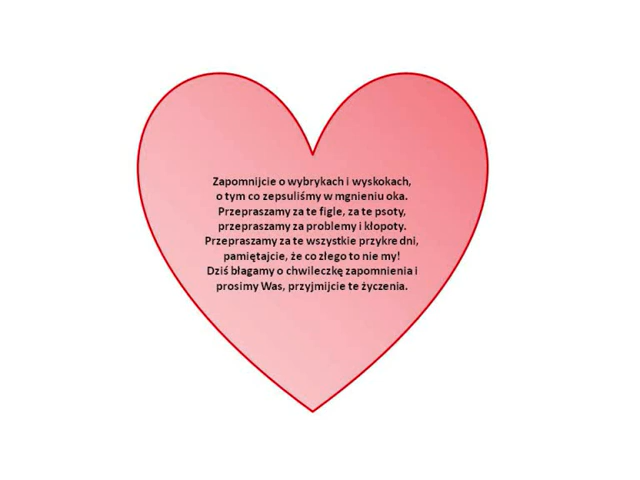 Zapomnijcie o wybrykach i wyskokach,
o tym co zepsuliśmy w mgnieniu oka.
Przepraszamy za te figle, za te psoty,
przepraszamy za problemy i kłopoty.
Przepraszamy za te wszystkie przykre dni,
pamiętajcie, że co złego to nie my!
Dziś błagamy o chwileczkę zapomnienia i
prosimy Was, przyjmijcie te życzenia.